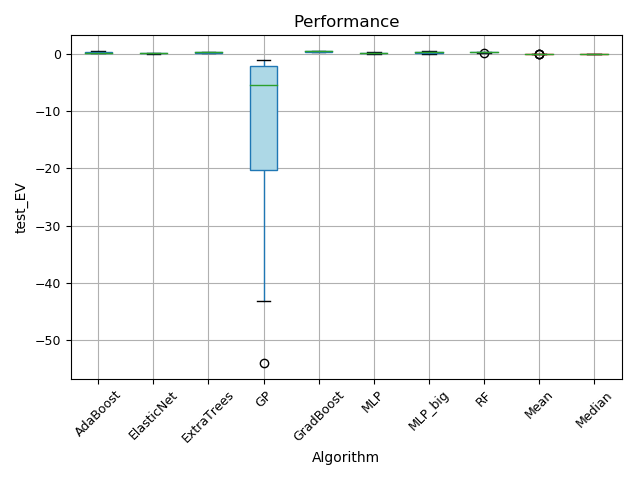 Performance
0
−10
−20
−30
−40
−50
test_EV
AdaBoost
ElasticNet
ExtraTrees
GP
GradBoost
MLP
MLP_big
RF
Mean
Median
Algorithm